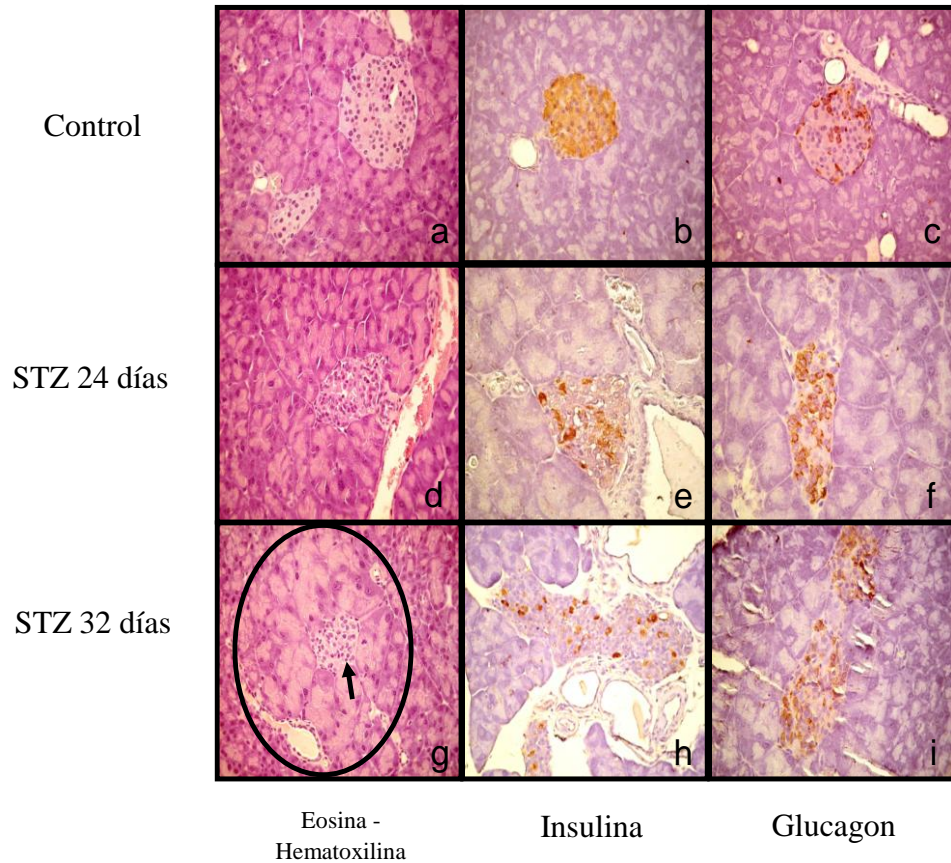 Control
a
b
c
STZ 24 días
d
e
f
STZ 32 días
g
h
i
Eosina -
Hematoxilina
Insulina
Glucagon